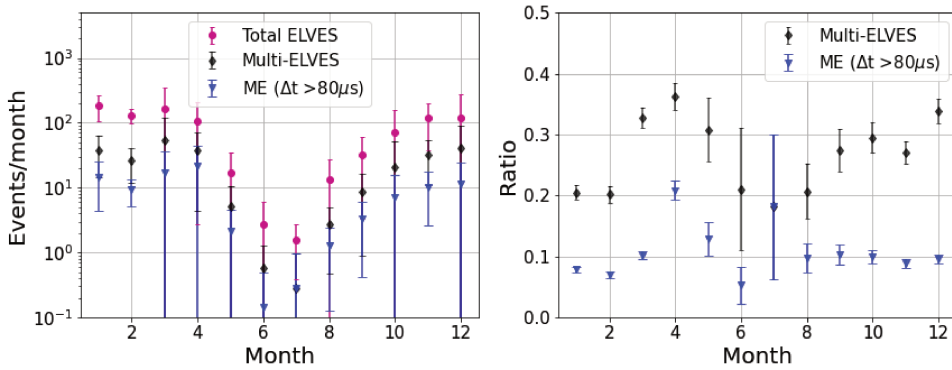 10³
10²
10¹
10⁰
10⁻¹
Events/month
Total ELVES
Multi-ELVES
ME (Δt >80μs)
2 4 6 8 10 12
Month
0.5
0.4
0.3
0.2
0.1
0.0
Ratio
Multi-ELVES
ME (Δt >80μs)
2 4 6 8 10 12
Month